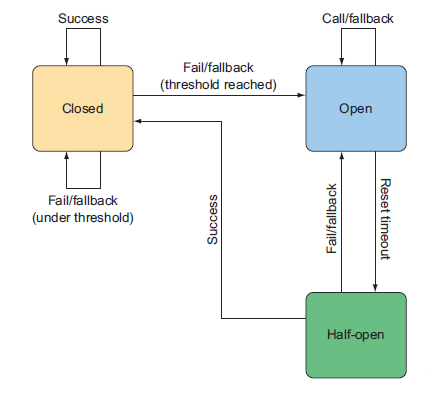 Success
Call/fallback
Fail/fallback
(threshold reached)
Closed
Open
Fail/fallback
(under threshold)
Success
Fail/fallback
Reset timeout
Half-open